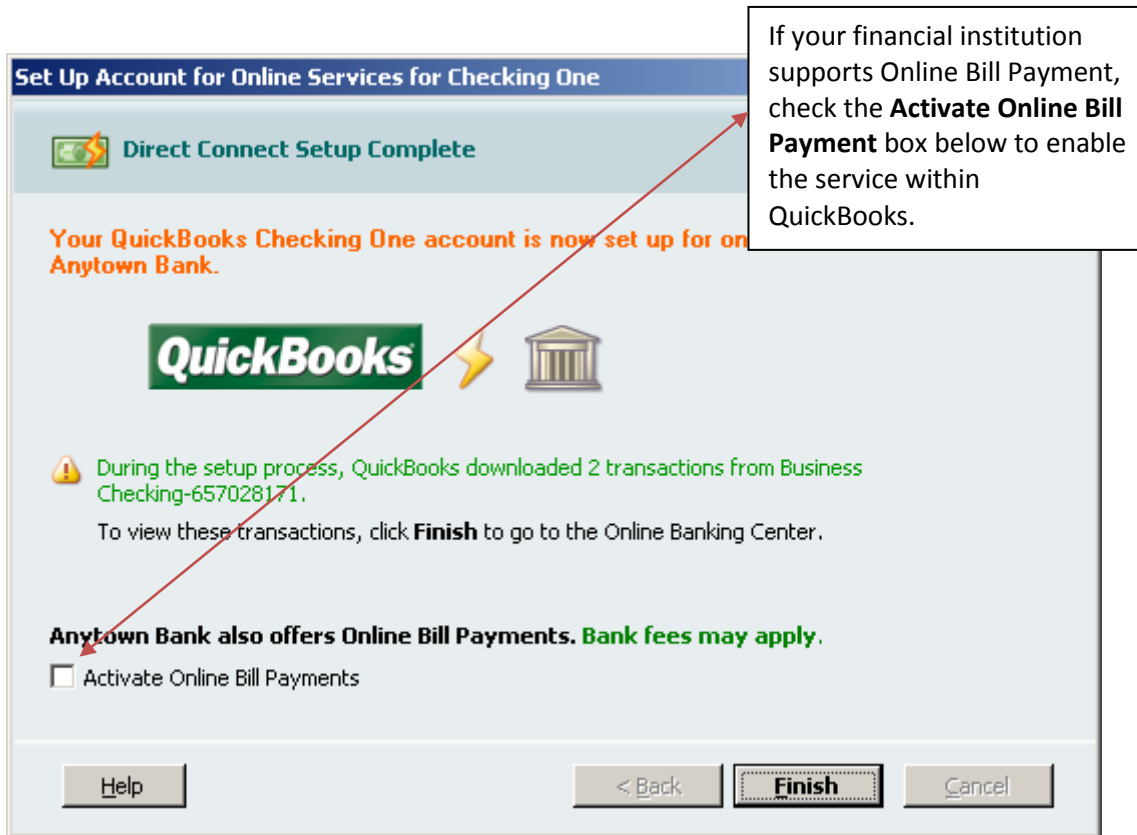 If your financial institution
supports Online Bill Payment,
check the Activate Online Bill
Payment box below to enable
the service within
QuickBooks.
Set Up Account for Online Services for Checking One
Direct Connect Setup Complete
Your QuickBooks Checking One account is now set up for on
Anytown Bank.
QuickBooks
During the setup process, QuickBooks downloaded 2 transactions from Business
Checking-657028171.
To view these transactions, click Finish to go to the Online Banking Center.
Anytown Bank also offers Online Bill Payments. Bank fees may apply.
Activate Online Bill Payments
Help
< Back
Finish
Cancel